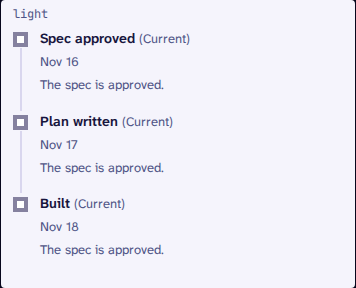 light
Spec approved (Current)
Nov 16
The spec is approved.
Plan written (Current)
Nov 17
The spec is approved.
Built (Current)
Nov 18
The spec is approved.